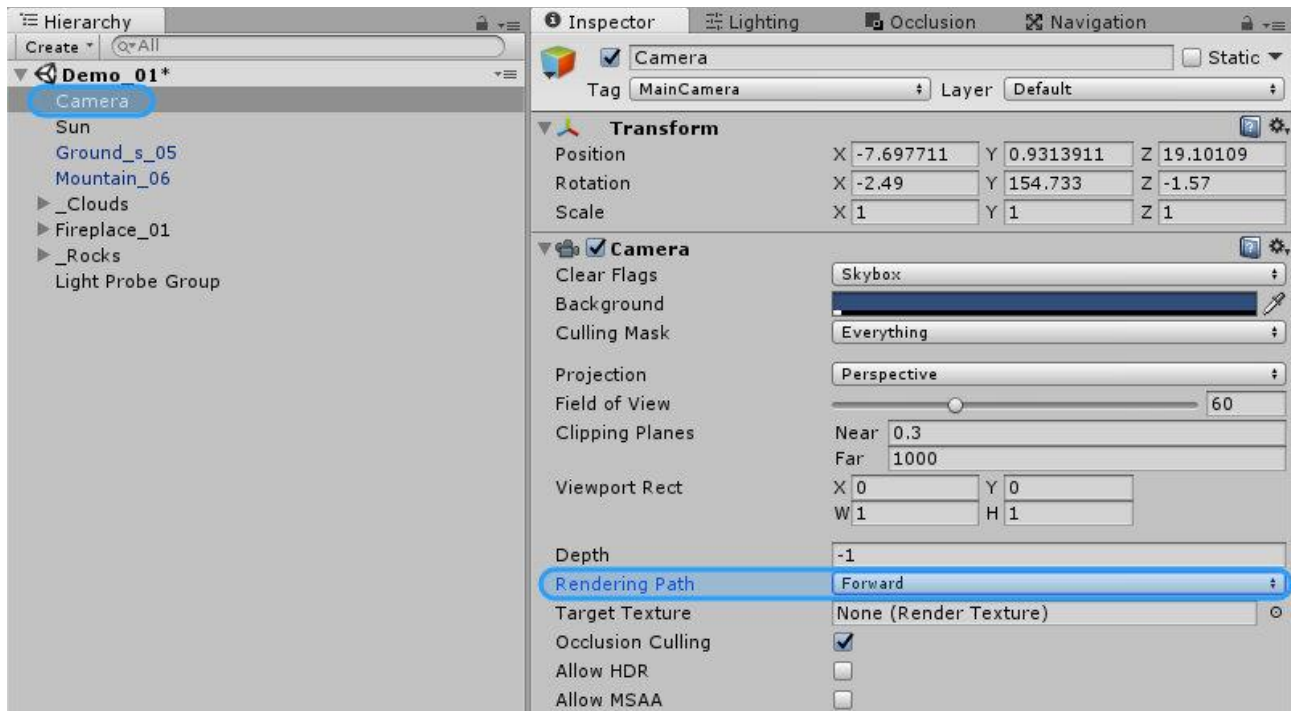 Hierarchy
Create All
Demo_01*
Camera
Sun
Ground_s_05
Mountain_06
_Clouds
Fireplace_01
_Rocks
Light Probe Group
Inspector Lighting Occlusion Navigation
Camera Static
Tag MainCamera Layer Default
Transform
Position X -7.697711 Y 0.9313911 Z 19.10109
Rotation X -2.49 Y 154.733 Z -1.57
Scale X 1 Y 1 Z 1
Camera
Clear Flags Skybox
Background
Culling Mask Everything
Projection Perspective
Field of View 60
Clipping Planes Near 0.3
Far 1000
Viewport Rect X 0 Y 0
W 1 H 1
Depth -1
Rendering Path Forward
Target Texture None (Render Texture)
Occlusion Culling
Allow HDR
Allow MSAA